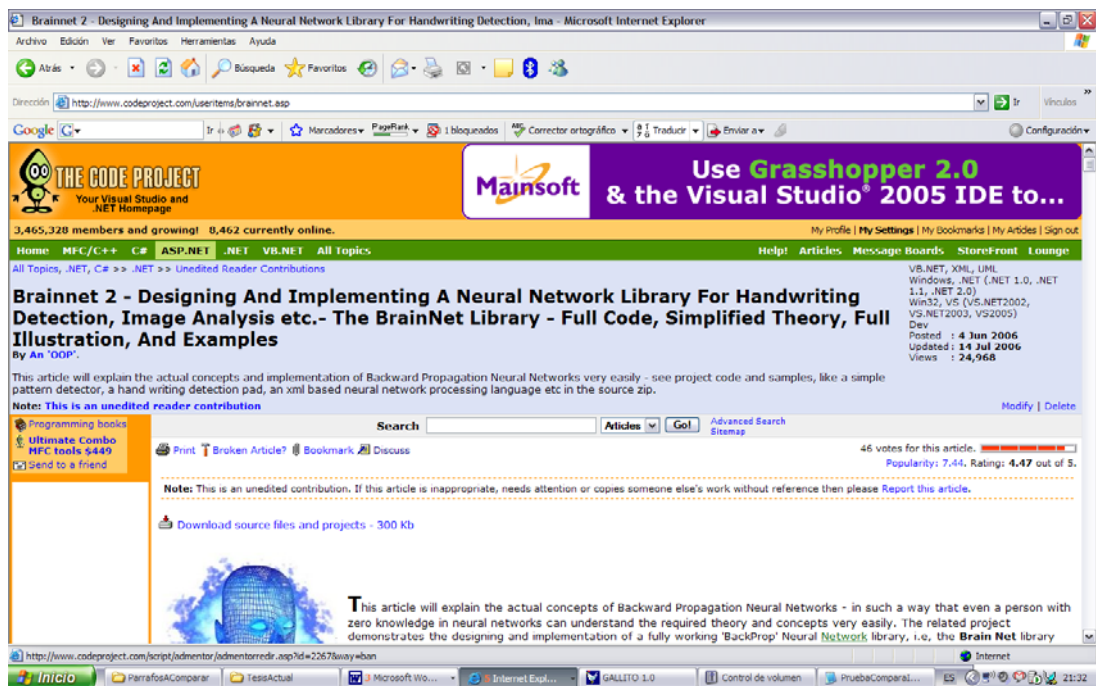 Brainnet 2 - Designing And Implementing A Neural Network Library For Handwriting Detection, Ima - Microsoft Internet Explorer
Archivo Edición Ver Favoritos Herramientas Ayuda
Atrás Búsqueda Favoritos
Dirección http://www.codeproject.com/useritems/brainnet.asp Ir Vínculos »
Google G Ir Marcadores PageRank 1 bloqueados Corrector ortográfico Traducir Enviar a Configuración
THE CODE PROJECT
Your Visual Studio and
.NET Homepage
Mainsoft
Use Grasshopper 2.0
& the Visual Studio® 2005 IDE to...
3,465,328 members and growing! 8,462 currently online. My Profile | My Settings | My Bookmarks | My Articles | Sign out
Home MFC/C++ C# ASP.NET .NET VB.NET All Topics Help! Articles Message Boards StoreFront Lounge
All Topics, .NET, C# >> .NET >> Unedited Reader Contributions
VB.NET, XML, UML
Windows, .NET (.NET 1.0, .NET
1.1, .NET 2.0)
Win32, VS (VS.NET2002,
VS.NET2003, VS2005)
Dev
Posted : 4 Jun 2006
Updated : 14 Jul 2006
Views : 24,968
Brainnet 2 - Designing And Implementing A Neural Network Library For Handwriting
Detection, Image Analysis etc.- The BrainNet Library - Full Code, Simplified Theory, Full
Illustration, And Examples
By An 'OOP'.
This article will explain the actual concepts and implementation of Backward Propagation Neural Networks very easily - see project code and samples, like a simple
pattern detector, a hand writing detection pad, an xml based neural network processing language etc in the source zip.
Note: This is an unedited reader contribution Modify | Delete
Programming books
Ultimate Combo
MFC tools $449
Send to a friend
Search Articles Go! Advanced Search
Sitemap
Print Broken Article? Bookmark Discuss
46 votes for this article.
Popularity: 7.44. Rating: 4.47 out of 5.
Note: This is an unedited contribution. If this article is inappropriate, needs attention or copies someone else's work without reference then please Report this article.
Download source files and projects - 300 Kb
This article will explain the actual concepts of Backward Propagation Neural Networks - in such a way that even a person with
zero knowledge in neural networks can understand the required theory and concepts very easily. The related project
demonstrates the designing and implementation of a fully working 'BackProp' Neural Network library, i.e, the Brain Net library
http://www.codeproject.com/script/admentor/admentorredir.asp?id=2267&way=ban Internet
Inicio ParrafosAComparar TesisActual 3 Microsoft Wo... Internet Expl... GALLITO 1.0 Control de volumen PruebaComparal... ES 21:32